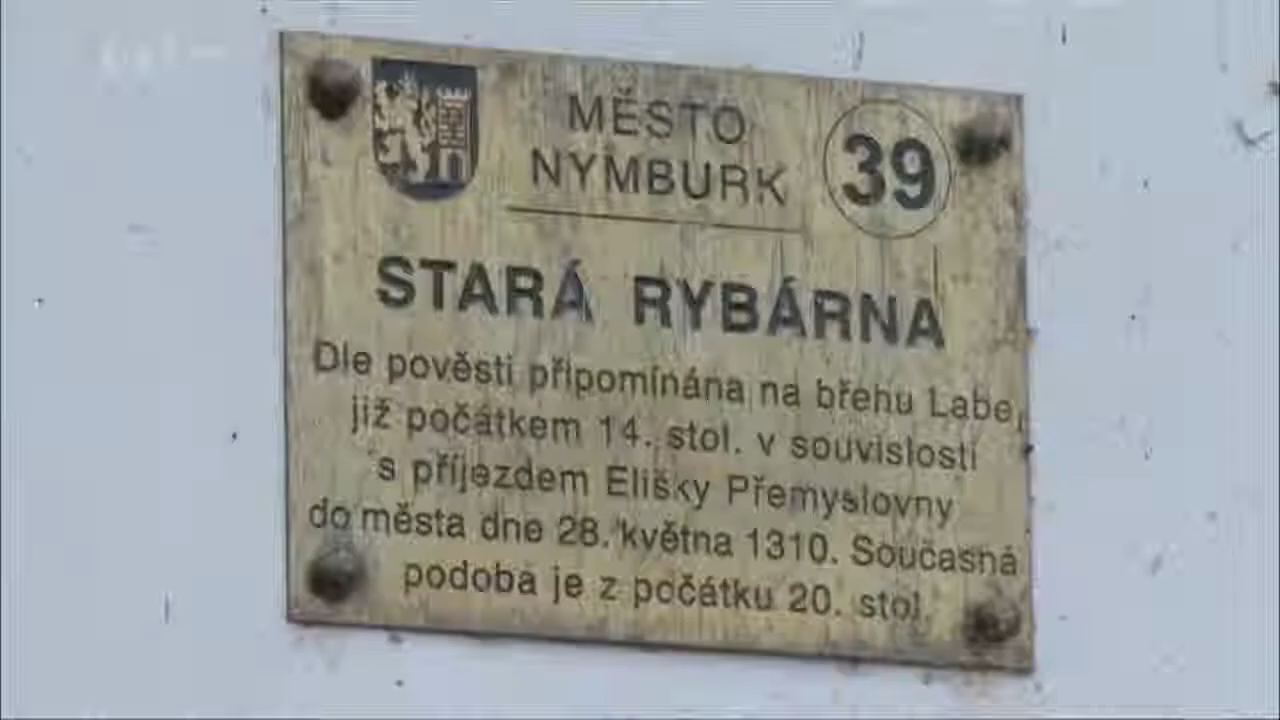 MĚSTO
NYMBURK
39
STARÁ RYBÁRNA
Dle pověsti připomínána na břehu Labe,
již počátkem 14. stol. v souvislosti
s příjezdem Elišky Přemyslovny
do města dne 28. května 1310. Současná
podoba je z počátku 20. stol.